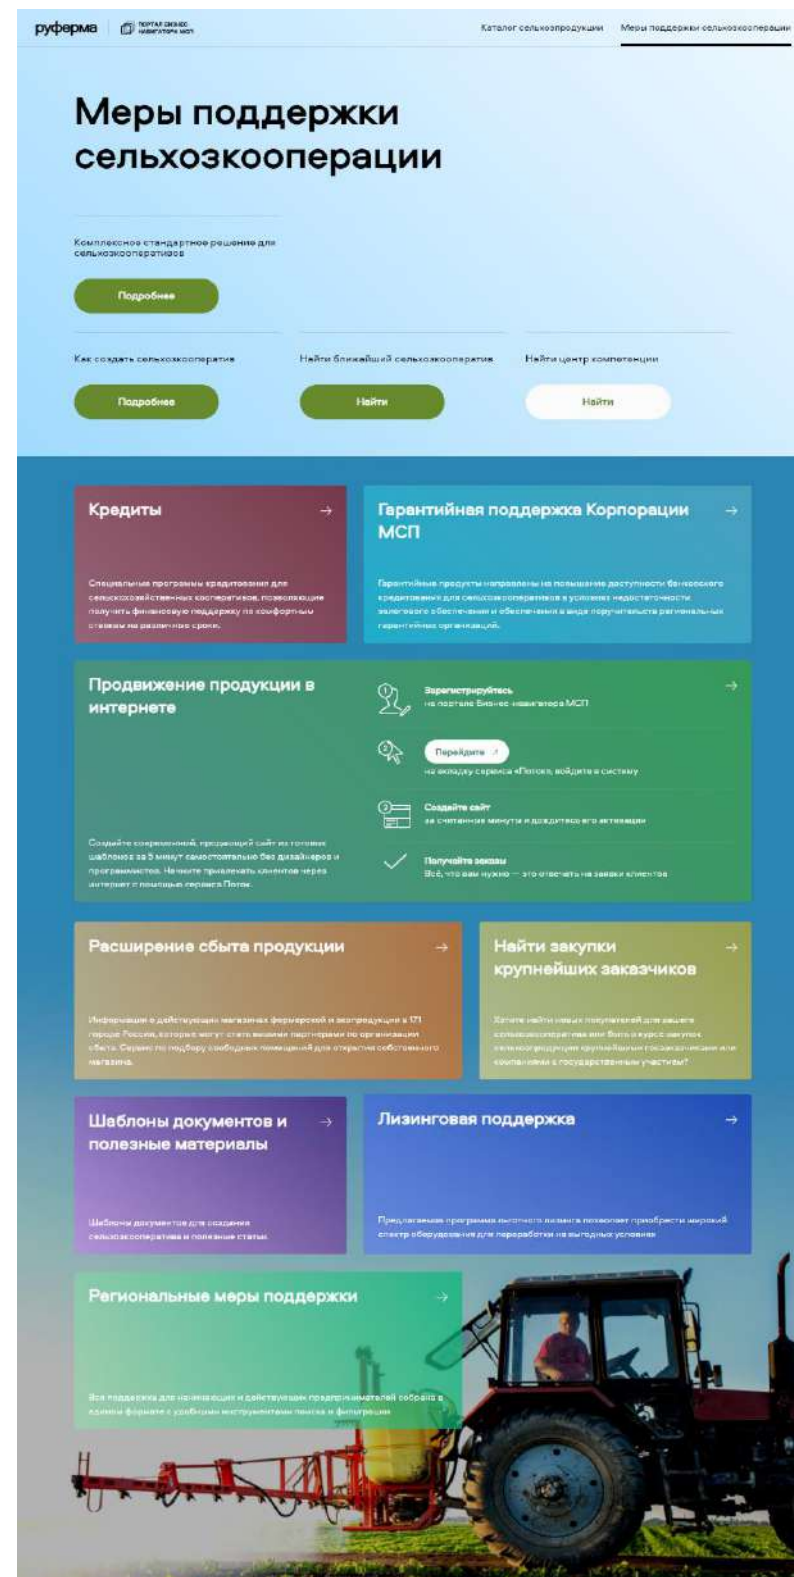 руферма
ПОРТАЛ БИЗНЕС-
НАВИГАТОРА МСП
Каталог сельхозпродукции
Меры поддержки сельхозкооперации
Меры поддержки
сельхозкооперации
Комплексное стандартное решение для
сельхозкооперативов
Подробнее
Как создать сельхозкооператив
Подробнее
Найти ближайший сельхозкооператив
Найти
Найти центр компетенции
Найти
Кредиты
Специальные программы кредитования для
сельскохозяйственных кооперативов, позволяющие
получить финансовую поддержку по комфортным
ставкам на различные сроки.
Гарантийная поддержка Корпорации
МСП
Гарантийные продукты направлены на повышение доступности банковского
кредитования для сельхозкооперативов в условиях недостаточности
залогового обеспечения и обеспечения в виде поручительств региональных
гарантийных организаций.
Продвижение продукции в
интернете
Создайте современный, продающий сайт из готовых
шаблонов за 5 минут самостоятельно без дизайнеров и
программистов. Начните привлекать клиентов через
интернет с помощью сервиса Поток.
1
Зарегистрируйтесь
на портале Бизнес-навигатора МСП
2
Перейдите
на вкладку сервиса «Поток», войдите в систему
3
Создайте сайт
за считанные минуты и дождитесь его активации
Получайте заказы
Всё, что вам нужно — это отвечать на заявки клиентов
Расширение сбыта продукции
Информация о действующих магазинах фермерской и экопродукции в 171
городе России, которые могут стать вашими партнерами по организации
сбыта. Сервис по подбору свободных помещений для открытия собственного
магазина.
Найти закупки
крупнейших заказчиков
Хотите найти новых покупателей для вашего
сельхозкооператива или быть в курсе закупок
сельхозпродукции крупнейшими госзаказчиками или
компаниями с государственным участием?
Шаблоны документов и
полезные материалы
Шаблоны документов для создания
сельхозкооператива и полезные статьи.
Лизинговая поддержка
Предлагаемая программа льготного лизинга позволяет приобрести широкий
спектр оборудования для переработки на выгодных условиях
Региональные меры поддержки
Вся поддержка для начинающих и действующих предпринимателей собрана в
едином формате с удобными инструментами поиска и фильтрации